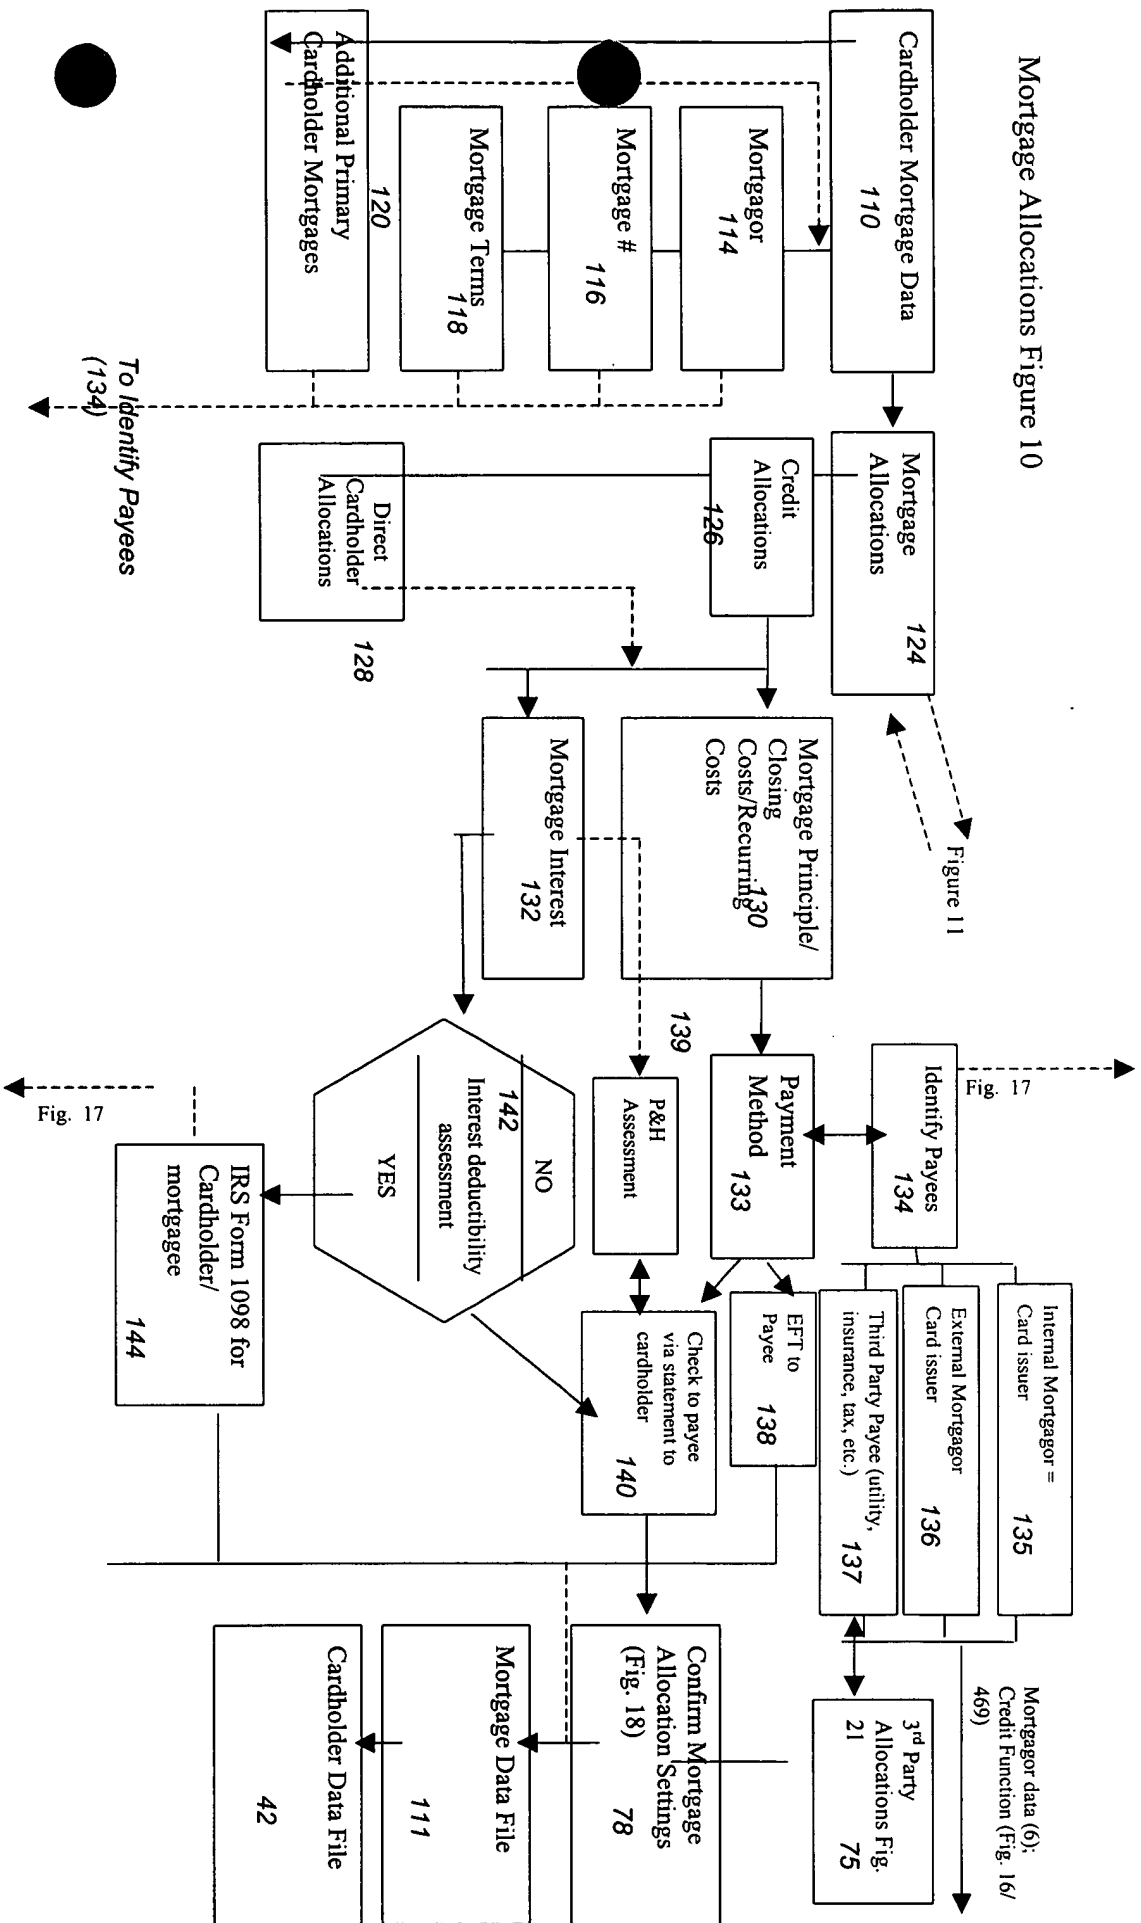 Mortgage Allocations Figure 10
Cardholder Mortgage Data
110
Mortgagor
114
Mortgage #
116
Mortgage Terms
118
Additional Primary
Cardholder Mortgages
120
To Identify Payees
(134)
Mortgage
Allocations
124
Figure 11
Credit
Allocations
126
Direct
Cardholder
Allocations
128
Mortgage Principle/
Closing
Costs/Recurring
Costs
130
Mortgage Interest
132
Fig. 17
Identify Payees
134
Payment
Method
133
139
P&H
Assessment
NO
142
Interest deductibility
assessment
YES
IRS Form 1098 for
Cardholder/
mortgagee
144
Fig. 17
Internal Mortgagor =
Card issuer
135
External Mortgagor
Card issuer
136
Third Party Payee (utility,
insurance, tax, etc.)
137
EFT to
Payee
138
Check to payee
via statement to
cardholder
140
Mortgagor data (6);
Credit Function (Fig. 16/
469)
3rd Party
Allocations Fig.
21
75
Confirm Mortgage
Allocation Settings
(Fig. 18)
78
Mortgage Data File
111
Cardholder Data File
42